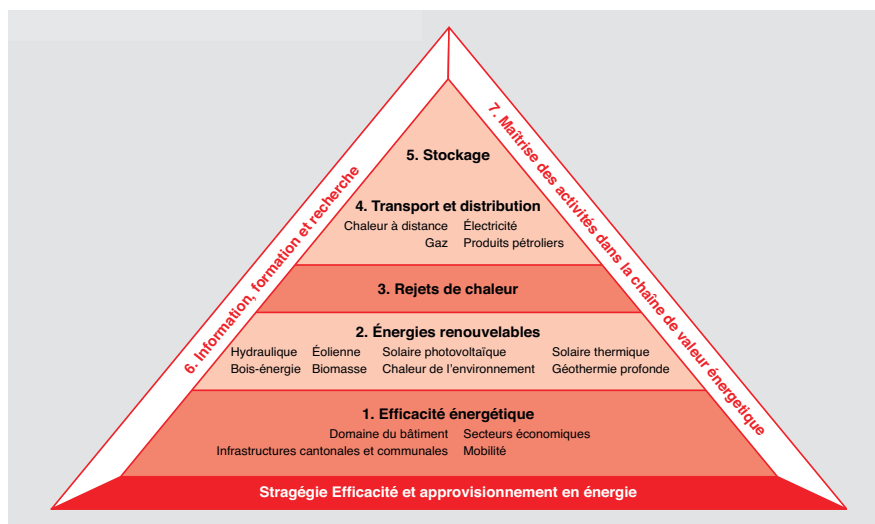 5. Stockage
4. Transport et distribution
Chaleur à distance Électricité
Gaz Produits pétroliers
3. Rejets de chaleur
2. Énergies renouvelables
Hydraulique Éolienne Solaire photovoltaïque Solaire thermique
Bois-énergie Biomasse Chaleur de l'environnement Géothermie profonde
1. Efficacité énergétique
Domaine du bâtiment Secteurs économiques
Infrastructures cantonales et communales Mobilité
Stragégie Efficacité et approvisionnement en énergie
6. Information, formation et recherche
7. Maîtrise des activités dans la chaîne de valeur énergetique